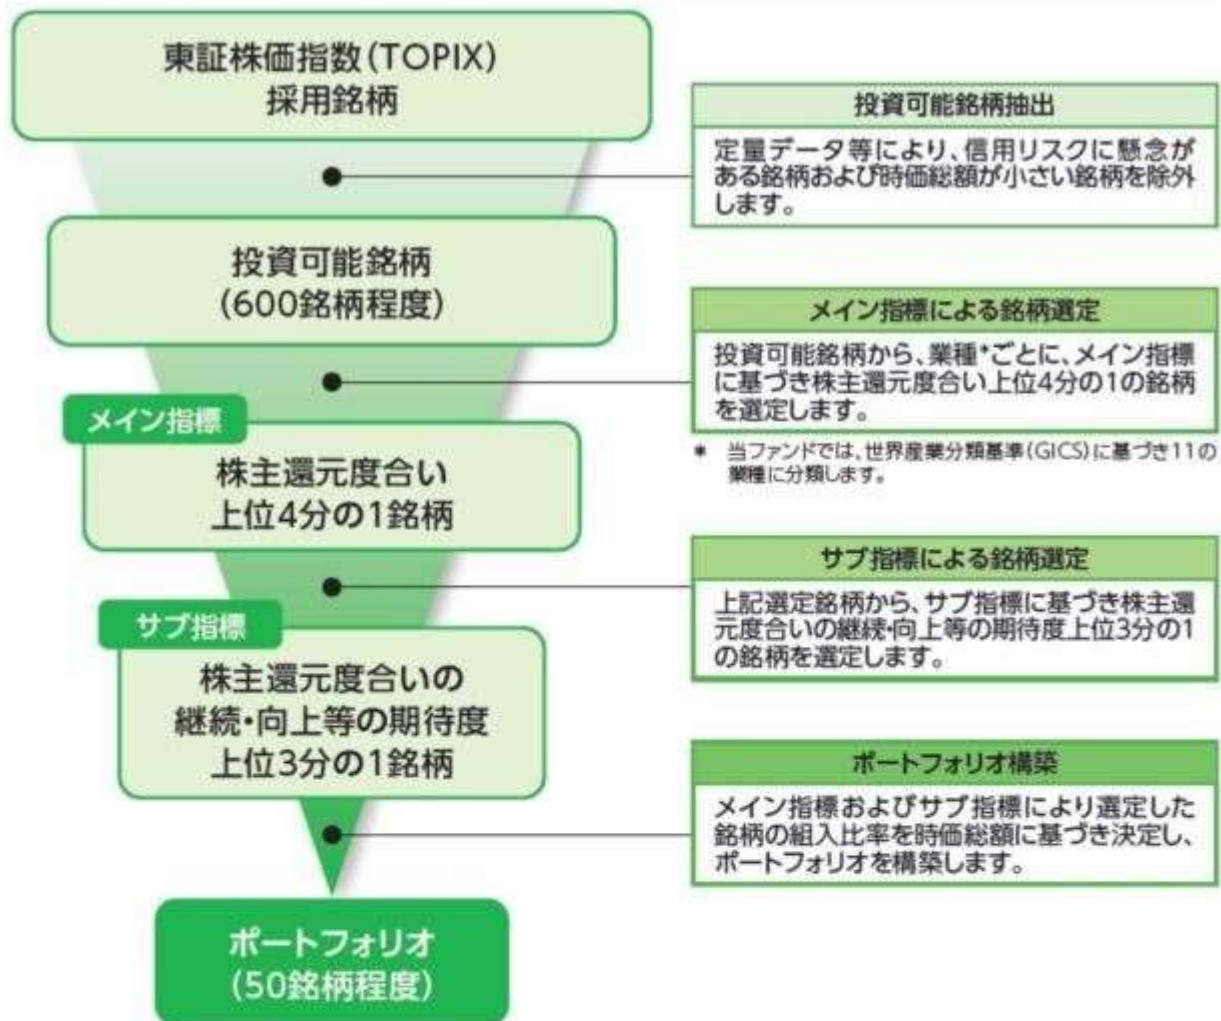 東証株価指数(TOPIX)
採用銘柄
投資可能銘柄抽出
定量データ等により、信用リスクに懸念が
ある銘柄および時価総額が小さい銘柄を除外
します。
投資可能銘柄
(600銘柄程度)
メイン指標による銘柄選定
投資可能銘柄から、業種*ごとに、メイン指標
に基づき株主還元度合い上位4分の1の銘柄
を選定します。
* 当ファンドでは、世界産業分類基準(GICS)に基づき11の
業種に分類します。
メイン指標
株主還元度合い
上位4分の1銘柄
サブ指標による銘柄選定
上記選定銘柄から、サブ指標に基づき株主還
元度合いの継続・向上等の期待度上位3分の1
の銘柄を選定します。
サブ指標
株主還元度合いの
継続・向上等の期待度
上位3分の1銘柄
ポートフォリオ構築
メイン指標およびサブ指標により選定した
銘柄の組入比率を時価総額に基づき決定し、
ポートフォリオを構築します。
ポートフォリオ
(50銘柄程度)